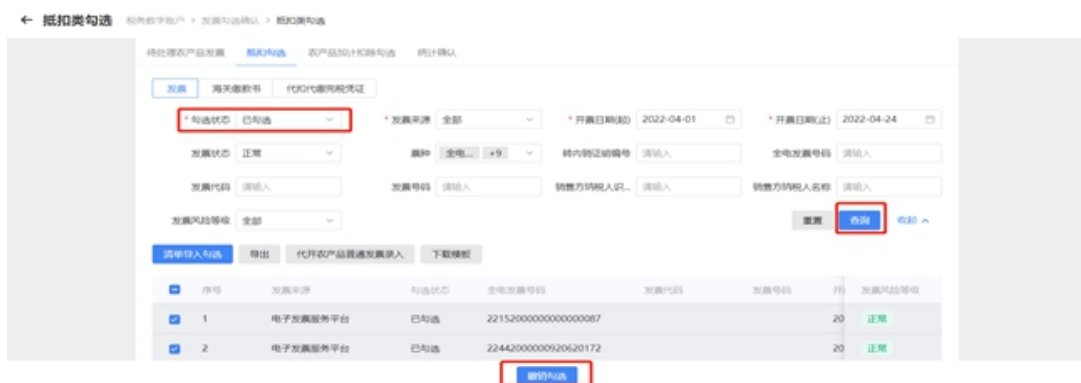 ← 抵扣类勾选 税务数字账户 > 发票勾选确认 > 抵扣类勾选
待处理农产品发票 抵扣勾选 农产品加计扣除勾选 统计确认
发票 海关缴款书 代扣代缴完税凭证
* 勾选状态 已勾选 * 发票来源 全部 * 开票日期(起) 2022-04-01 * 开票日期(止) 2022-04-24
发票状态 正常 票种 全电... +9 转内销证明编号 请输入 全电发票号码 请输入
发票代码 请输入 发票号码 请输入 销售方纳税人识... 请输入 销售方纳税人名称 请输入
发票风险等级 全部 重置 查询 收起
清单导入勾选 导出 代开农产品普通发票录入 下载模板
序号 发票来源 勾选状态 全电发票号码 发票代码 发票号码 开 发票风险等级
1 电子发票服务平台 已勾选 22152000000000000087 20 正常
2 电子发票服务平台 已勾选 22442000000920620172 20 正常
撤销勾选